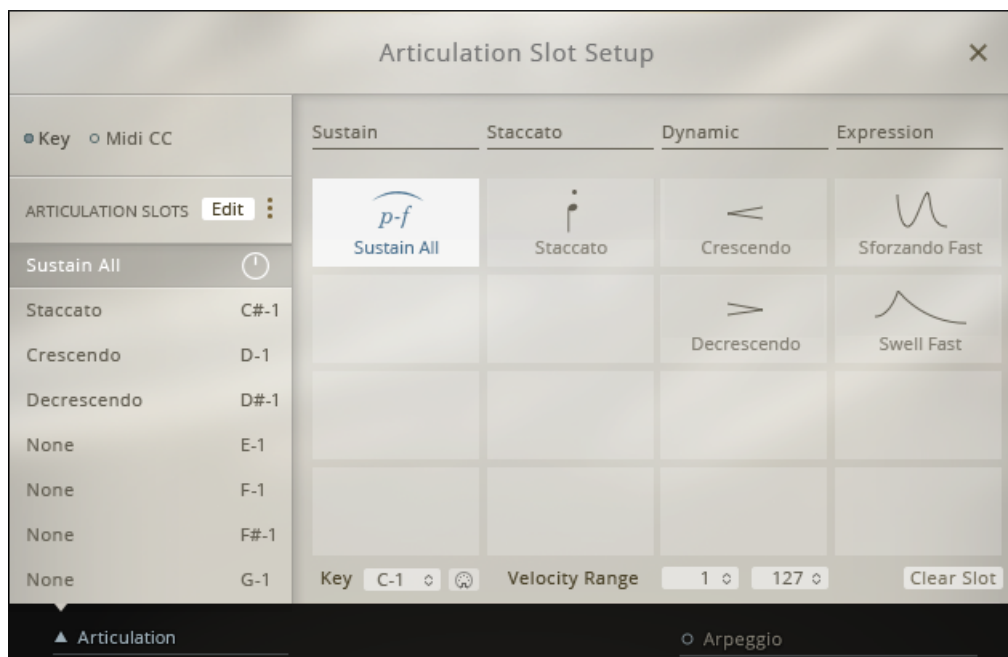 Articulation Slot Setup
Key Midi CC
Sustain Staccato Dynamic Expression
ARTICULATION SLOTS Edit
p-f
Sustain All Staccato Crescendo Sforzando Fast
Sustain All
Staccato C#-1
Crescendo D-1
Decrescendo Swell Fast
Decrescendo D#-1
None E-1
None F-1
None F#-1
None G-1
Key C-1 Velocity Range 1 127 Clear Slot
Articulation Arpeggio